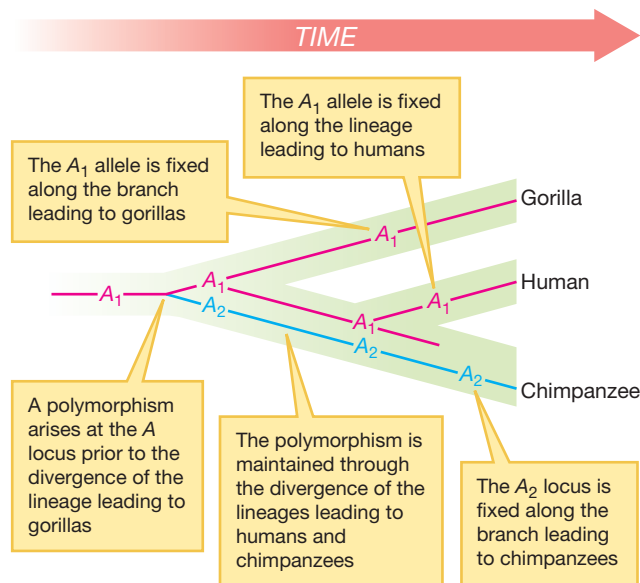 TIME
The A₁ allele is fixed
along the lineage
leading to humans
The A₁ allele is fixed
along the branch
leading to gorillas
Gorilla
A₁
Human
A₁
A₁
A₁
A₁
A₂
A₂
A₂
Chimpanzee
A polymorphism
arises at the A
locus prior to the
divergence of the
lineage leading to
gorillas
The polymorphism is
maintained through
the divergence of the
lineages leading to
humans and
chimpanzees
The A₂ locus is
fixed along the
branch leading
to chimpanzees